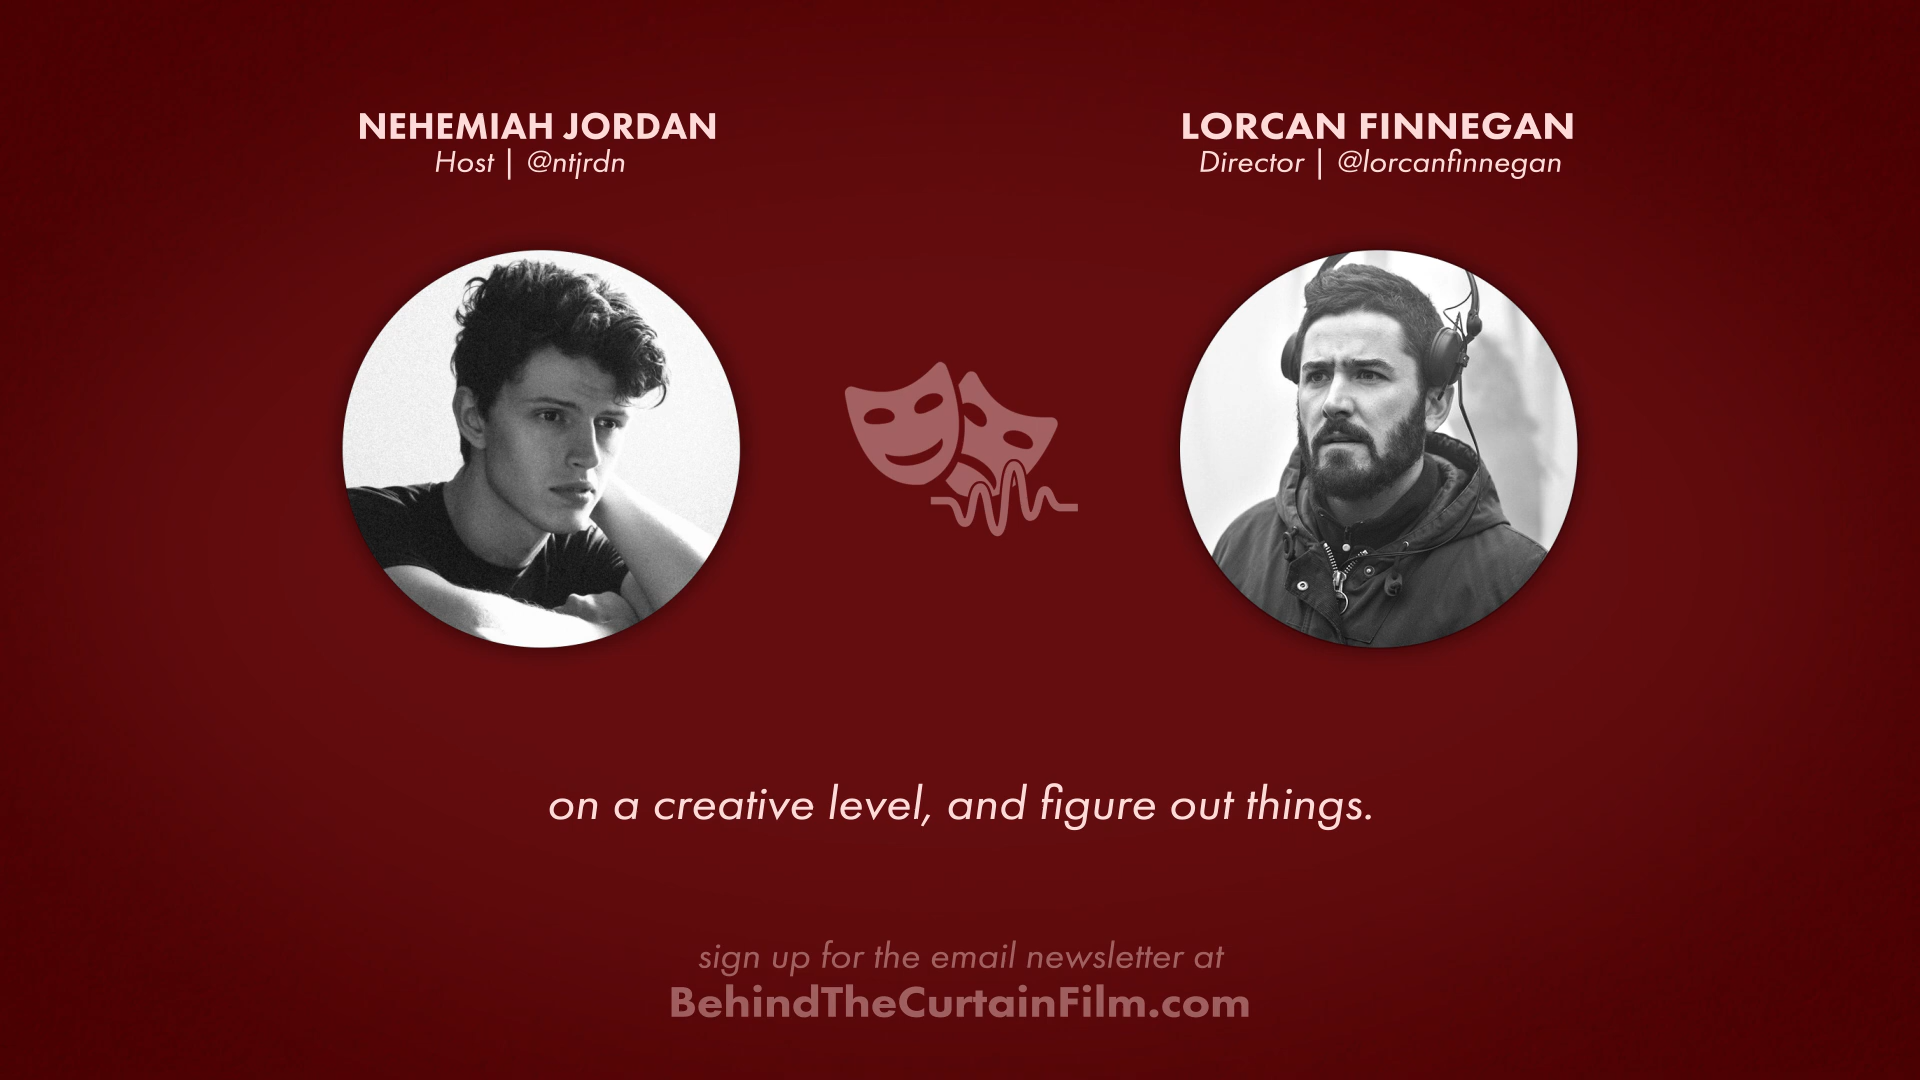 NEHEMIAH JORDAN
Host | @ntjrdn
LORCAN FINNEGAN
Director | @lorcanfinnegan
on a creative level, and figure out things.
sign up for the email newsletter at
BehindTheCurtainFilm.com